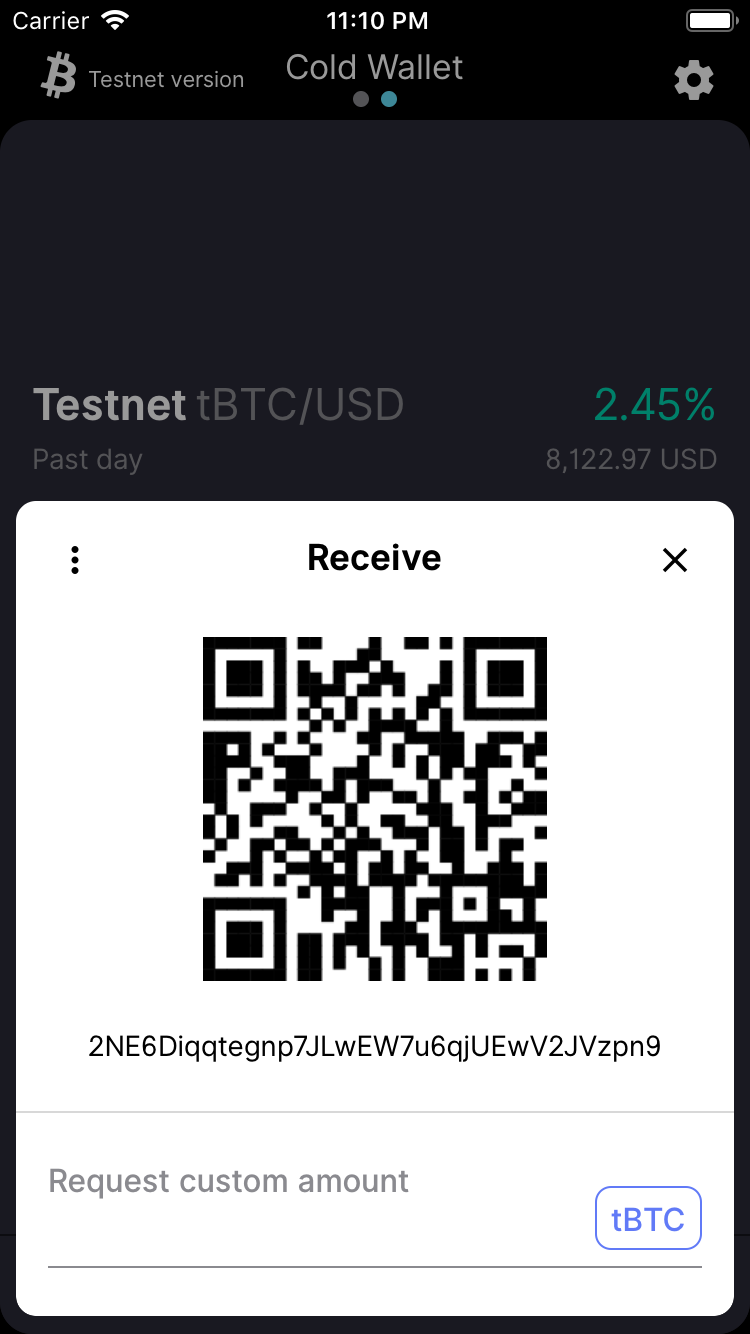 Carrier 11:10 PM
Testnet version Cold Wallet
Testnet tBTC/USD 2.45%
Past day 8,122.97 USD
Receive
2NE6Diqqtegnp7JLwEW7u6qjUEwV2JVzpn9
Request custom amount
tBTC